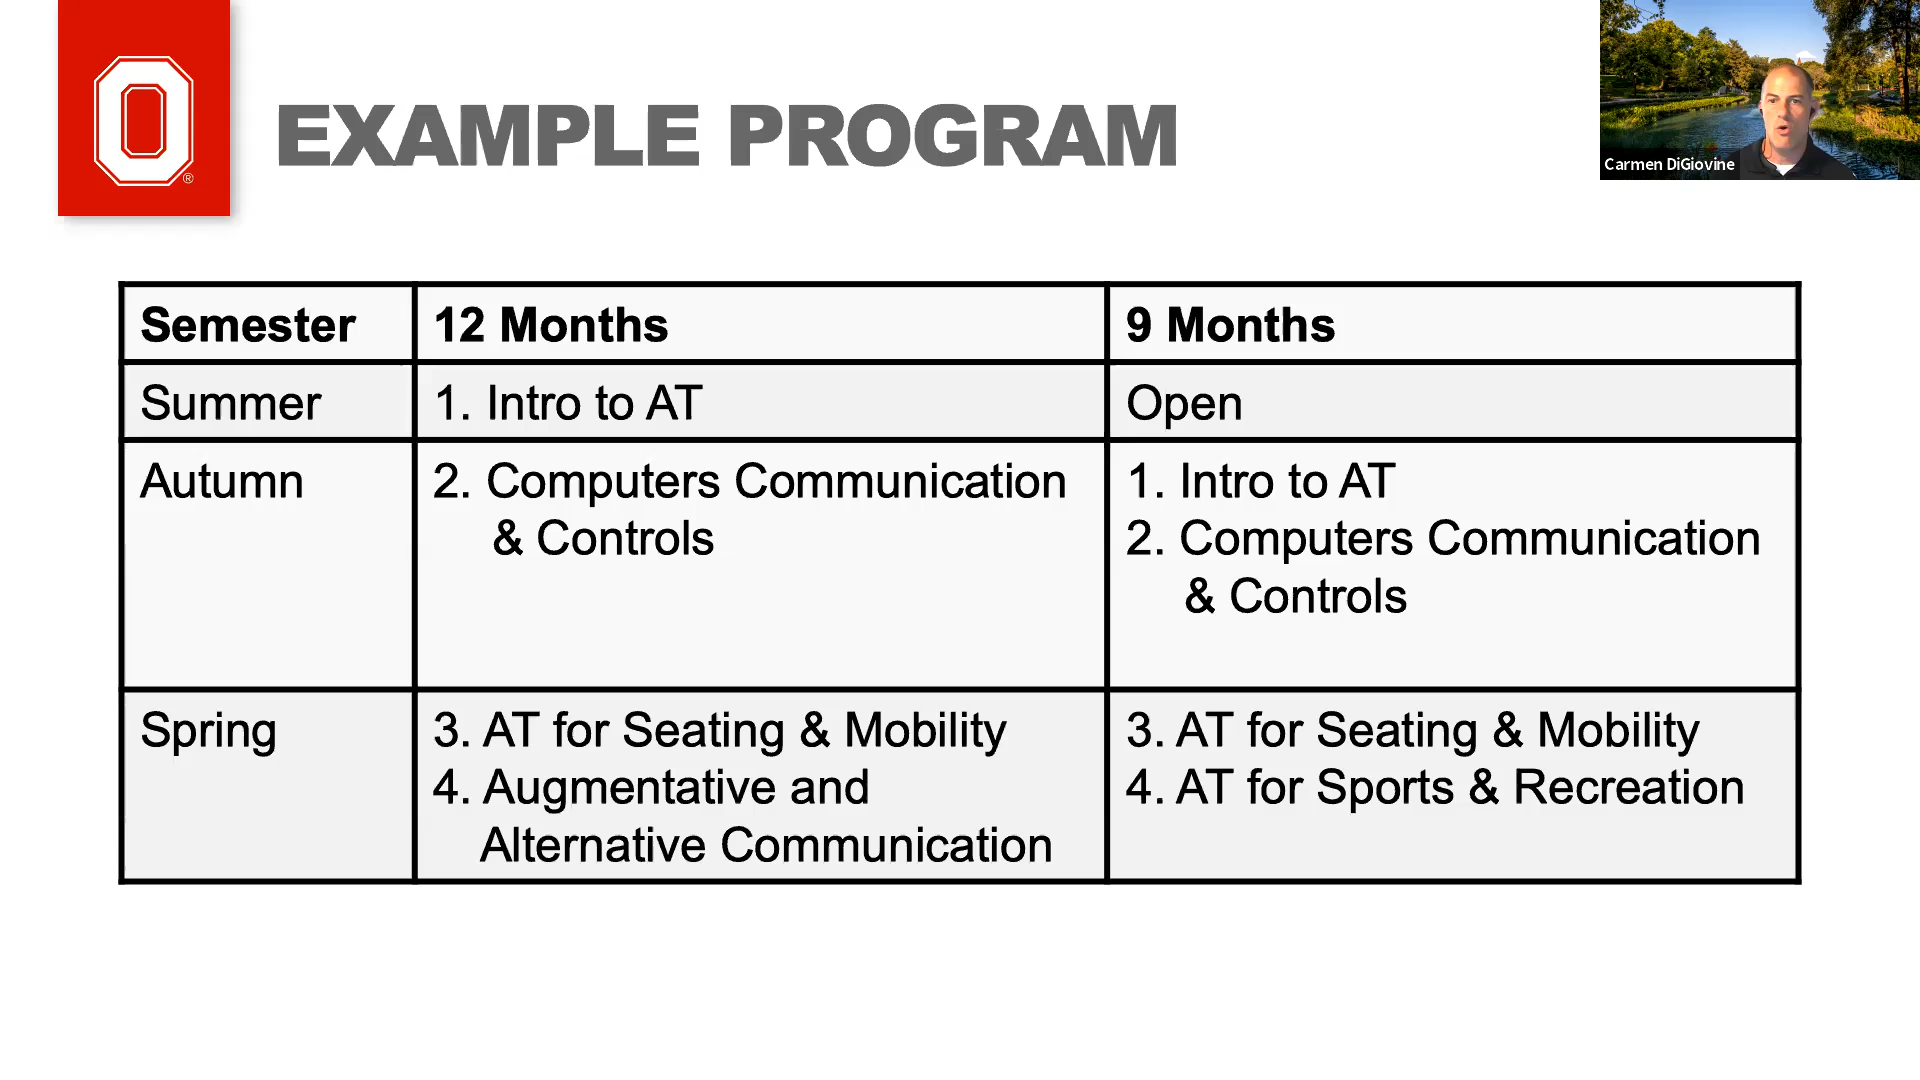 EXAMPLE PROGRAM
Carmen DiGiovine
Semester
12 Months
9 Months
Summer
1. Intro to AT
Open
Autumn
2. Computers Communication
& Controls
1. Intro to AT
2. Computers Communication
& Controls
Spring
3. AT for Seating & Mobility
4. Augmentative and
Alternative Communication
3. AT for Seating & Mobility
4. AT for Sports & Recreation